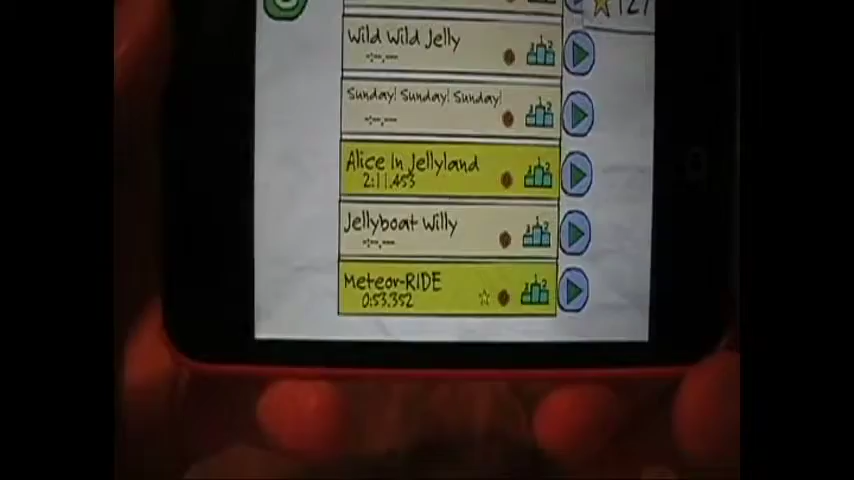 127
Wild Wild Jelly
-:--.---
Sunday! Sunday! Sunday!
-:--.---
Alice In Jellyland
2:11.453
Jellyboat Willy
-:--.---
Meteor-RIDE
0:53.352